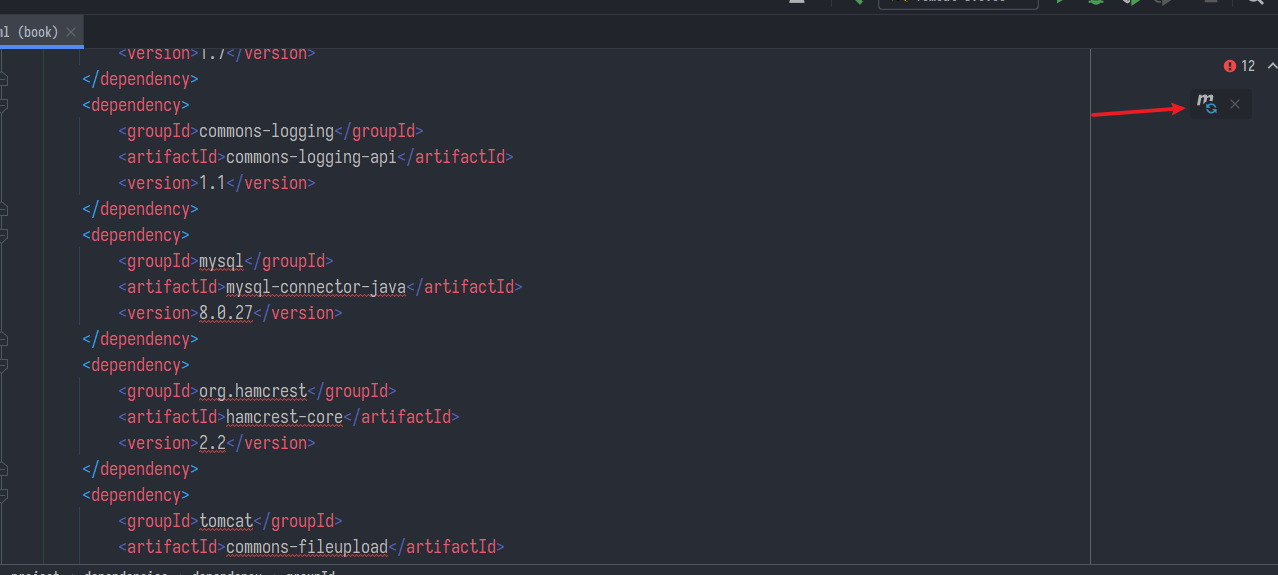 (book)
12
<version>1.7</version>
</dependency>
<dependency>
<groupId>commons-logging</groupId>
<artifactId>commons-logging-api</artifactId>
<version>1.1</version>
</dependency>
<dependency>
<groupId>mysql</groupId>
<artifactId>mysql-connector-java</artifactId>
<version>8.0.27</version>
</dependency>
<dependency>
<groupId>org.hamcrest</groupId>
<artifactId>hamcrest-core</artifactId>
<version>2.2</version>
</dependency>
<dependency>
<groupId>tomcat</groupId>
<artifactId>commons-fileupload</artifactId>
project dependencies dependency groupId